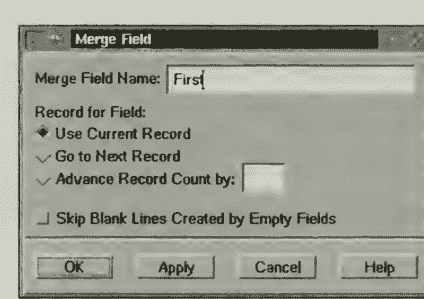 Merge Field
Merge Field Name: First
Record for Field:
Use Current Record
Go to Next Record
Advance Record Count by:
Skip Blank Lines Created by Empty Fields
OK Apply Cancel Help